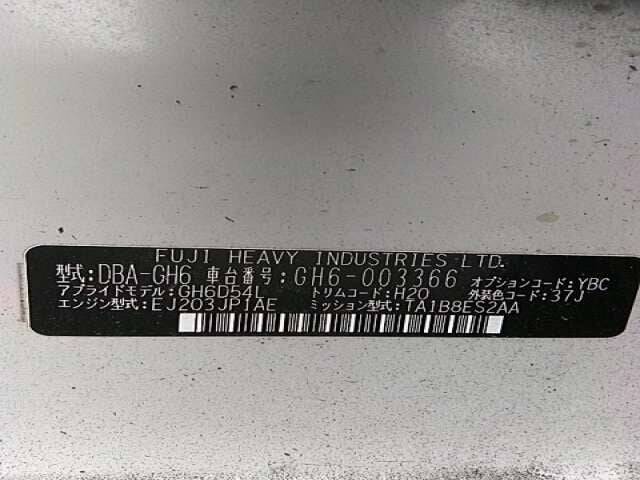 FUJI HEAVY INDUSTRIES LTD.
型式:DBA-GH6 車台番号:GH6-003366 オプションコード:YBC
アプライドモデル:GH6D54L トリムコード:H20 外装色コード:37J
エンジン型式:EJ203JP1AE ミッション型式:TA1B8ES2AA